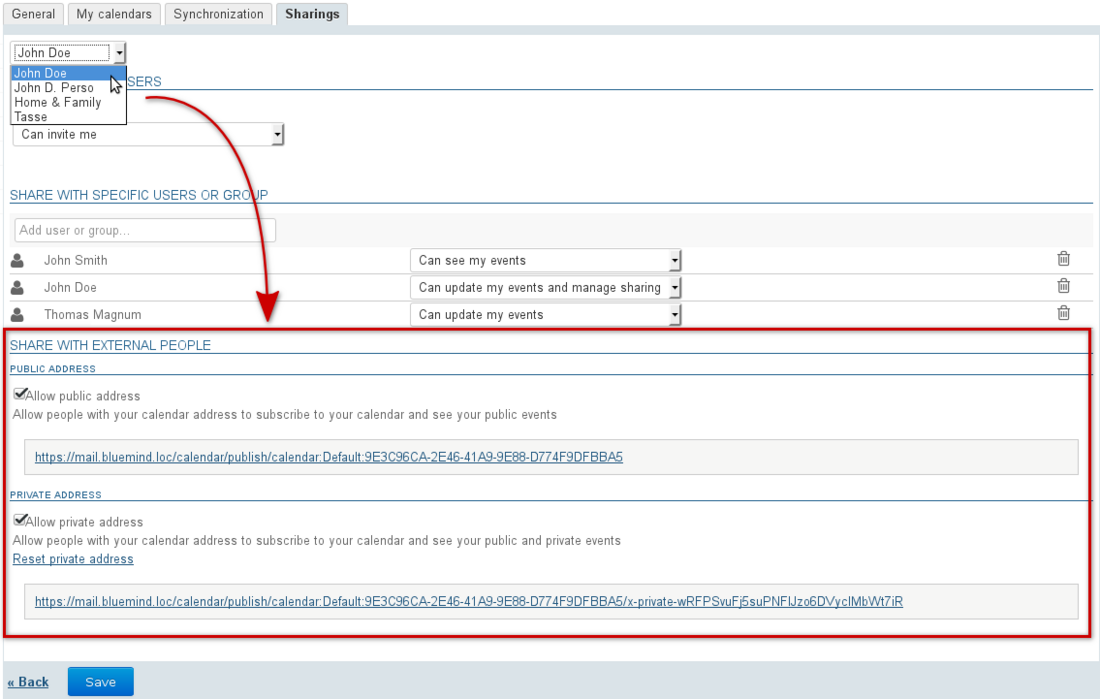 General My calendars Synchronization Sharings
John Doe
John Doe
John D. Perso
Home & Family
Tasse
SERS
Can invite me
SHARE WITH SPECIFIC USERS OR GROUP
Add user or group...
John Smith Can see my events
John Doe Can update my events and manage sharing
Thomas Magnum Can update my events
SHARE WITH EXTERNAL PEOPLE
PUBLIC ADDRESS
Allow public address
Allow people with your calendar address to subscribe to your calendar and see your public events
https://mail.bluemind.loc/calendar/publish/calendar:Default:9E3C96CA-2E46-41A9-9E88-D774F9DFBBA5
PRIVATE ADDRESS
Allow private address
Allow people with your calendar address to subscribe to your calendar and see your public and private events
Reset private address
https://mail.bluemind.loc/calendar/publish/calendar:Default:9E3C96CA-2E46-41A9-9E88-D774F9DFBBA5/x-private-wRFPSvuFj5suPNFIJzo6DVycIMbWt7iR
« Back Save